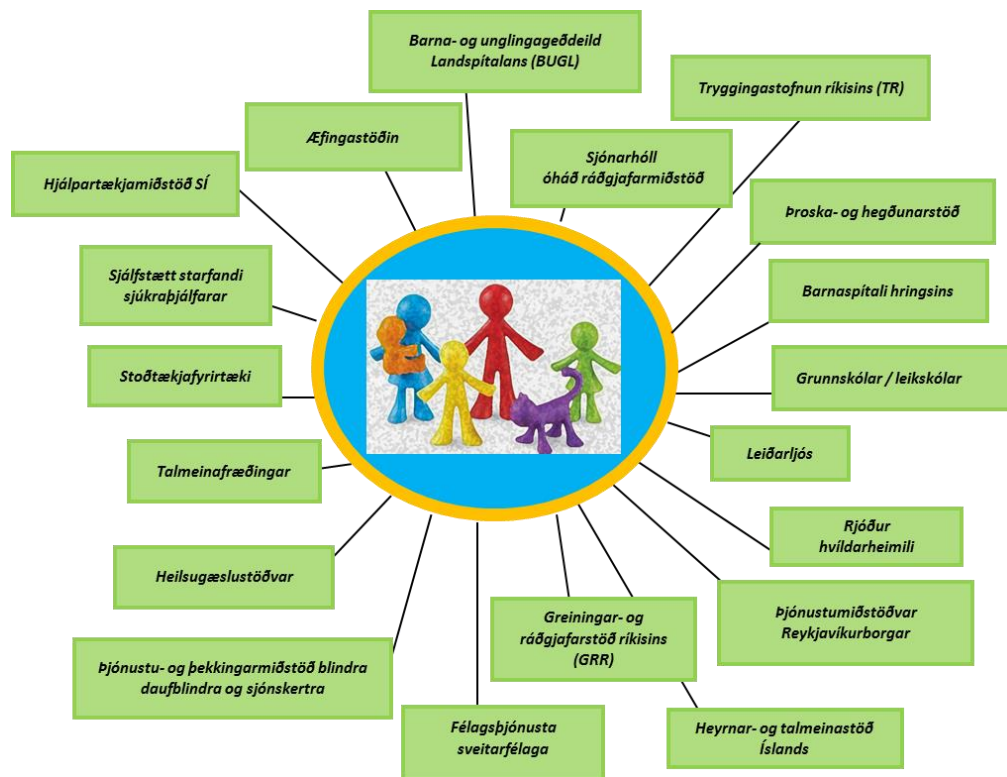 Barna- og unglingageðdeild
Landspítalans (BUGL)
Tryggingastofnun ríkisins (TR)
Æfingastöðin
Sjónarhóll
óháð ráðgjafarmiðstöð
Hjálpartækjamiðstöð SÍ
Þroska- og hegðunarstöð
Sjálfstætt starfandi
sjúkraþjálfarar
Barnaspítali hringsins
Stoðtækjafyrirtæki
Grunnskólar / leikskólar
Leiðarljós
Talmeinafræðingar
Rjóður
hvíldarheimili
Heilsugæslustöðvar
Þjónustumiðstöðvar
Reykjavíkurborgar
Greiningar- og
ráðgjafarstöð ríkisins
(GRR)
Þjónustu- og þekkingarmiðstöð blindra
daufblindra og sjónskertra
Félagsþjónusta
sveitarfélaga
Heyrnar- og talmeinastöð
Íslands